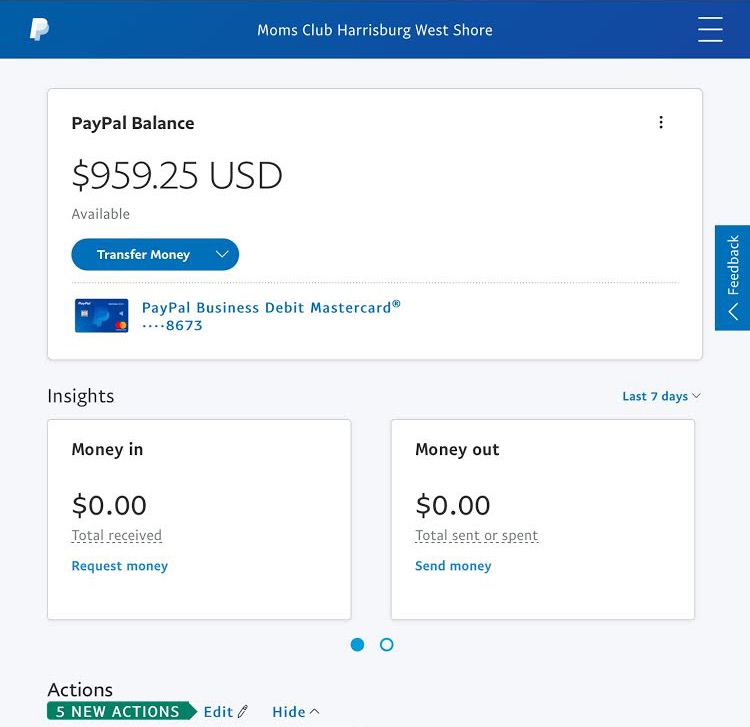 Moms Club Harrisburg West Shore
PayPal Balance
$959.25 USD
Available
Transfer Money
PayPal Business Debit Mastercard®
····8673
Feedback
Insights
Last 7 days
Money in
$0.00
Total received
Request money
Money out
$0.00
Total sent or spent
Send money
Actions
5 NEW ACTIONS Edit Hide